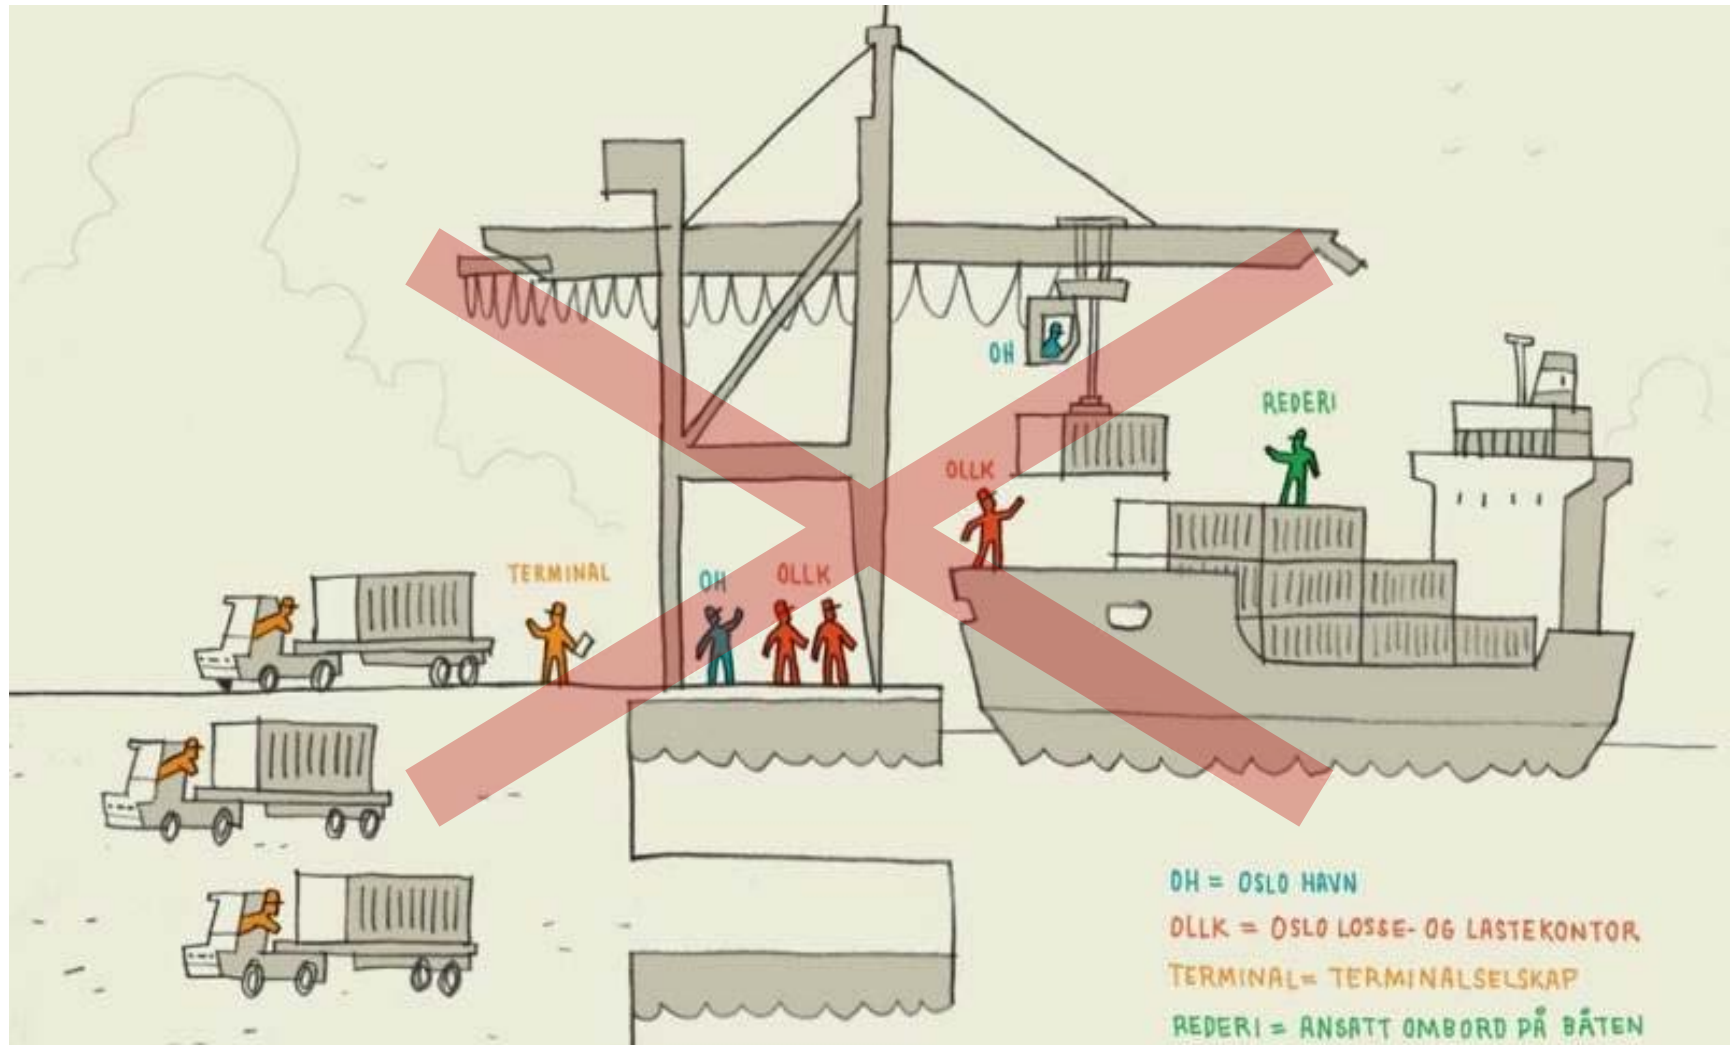 OH
REDERI
OLLK
TERMINAL
OH
OLLK
OH = OSLO HAVN
OLLK = OSLO LOSSE- OG LASTEKONTOR
TERMINAL= TERMINALSELSKAP
REDERI = ANSATT OMBORD PÅ BÅTEN